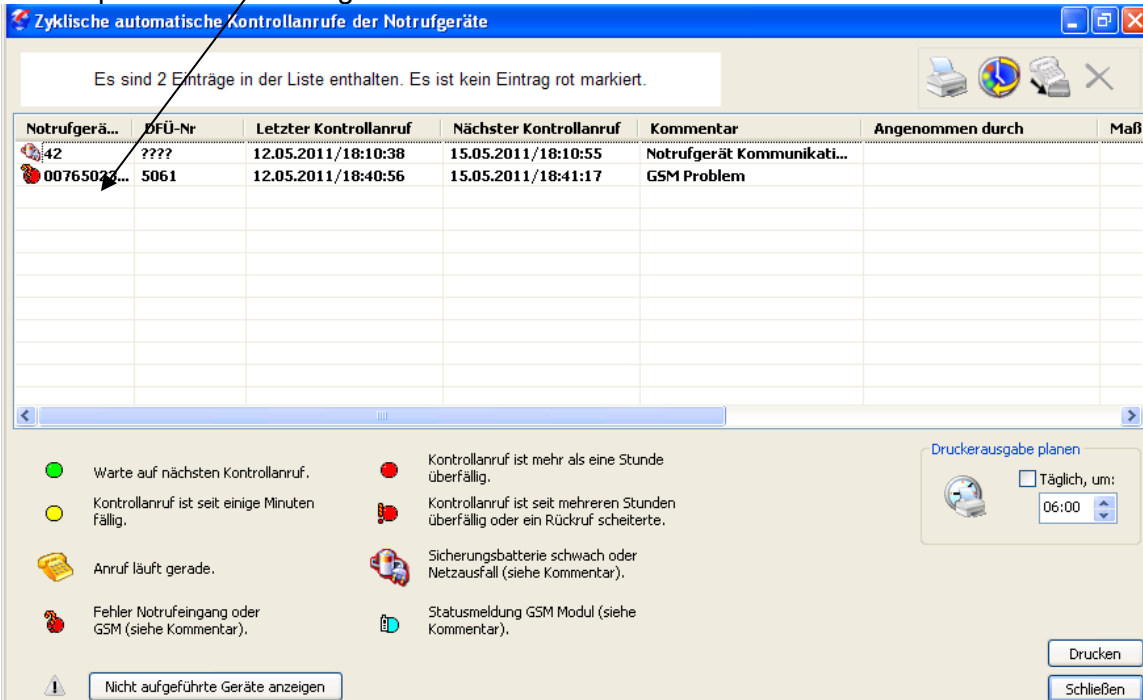 Zyklische automatische Kontrollanrufe der Notrufgeräte
Es sind 2 Einträge in der Liste enthalten. Es ist kein Eintrag rot markiert.
Notrufgerä... DFÜ-Nr Letzter Kontrollanruf Nächster Kontrollanruf Kommentar Angenommen durch Maß
42 ???? 12.05.2011/18:10:38 15.05.2011/18:10:55 Notrufgerät Kommunikati...
00765023... 5061 12.05.2011/18:40:56 15.05.2011/18:41:17 GSM Problem
Druckerausgabe planen
Täglich, um:
06:00
Warte auf nächsten Kontrollanruf.
Kontrollanruf ist mehr als eine Stunde
überfällig.
Kontrollanruf ist seit einige Minuten
fällig.
Kontrollanruf ist seit mehreren Stunden
überfällig oder ein Rückruf scheiterte.
Anruf läuft gerade.
Sicherungsbatterie schwach oder
Netzausfall (siehe Kommentar).
Fehler Notrufeingang oder
GSM (siehe Kommentar).
Statusmeldung GSM Modul (siehe
Kommentar).
Nicht aufgeführte Geräte anzeigen
Drucken
Schließen